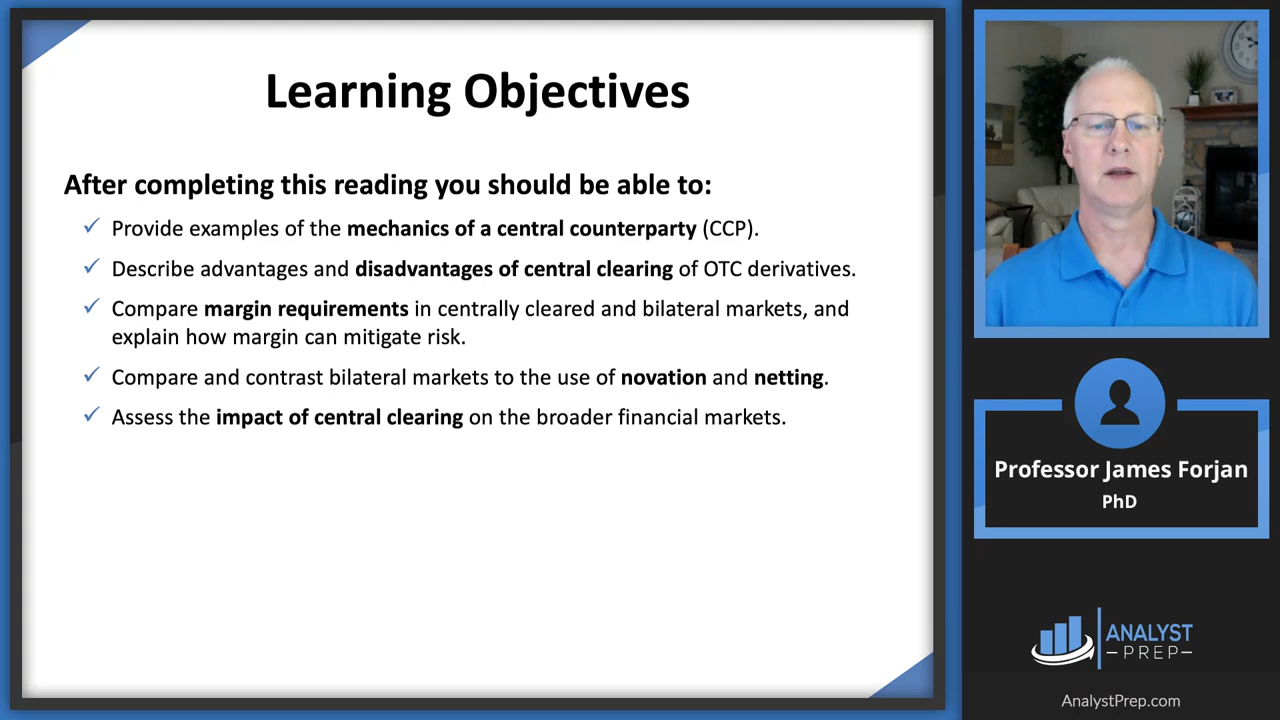 Learning Objectives
After completing this reading you should be able to:
✓ Provide examples of the mechanics of a central counterparty (CCP).
✓ Describe advantages and disadvantages of central clearing of OTC derivatives.
✓ Compare margin requirements in centrally cleared and bilateral markets, and
explain how margin can mitigate risk.
✓ Compare and contrast bilateral markets to the use of novation and netting.
✓ Assess the impact of central clearing on the broader financial markets.
Professor James Forjan
PhD
ANALYST
–PREP–
AnalystPrep.com